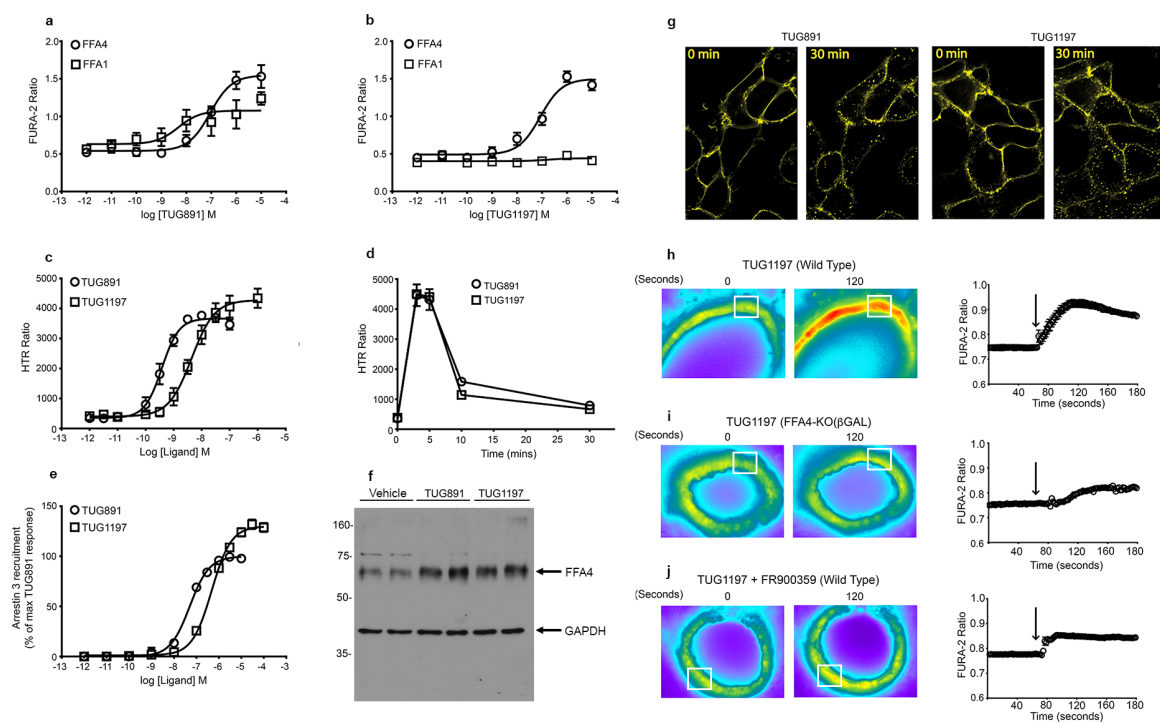 a
FFA4
FFA1
2.0
1.5
1.0
0.5
0.0
FURA-2 Ratio
-13 -12 -11 -10 -9 -8 -7 -6 -5 -4
log [TUG891] M
b
FFA4
FFA1
2.0
1.5
1.0
0.5
0.0
FURA-2 Ratio
-13 -12 -11 -10 -9 -8 -7 -6 -5 -4
log [TUG1197] M
c
TUG891
TUG1197
5000
4000
3000
2000
1000
0
HTR Ratio
-13 -12 -11 -10 -9 -8 -7 -6 -5
Log [Ligand] M
d
TUG891
TUG1197
5000
4000
3000
2000
1000
0
HTR Ratio
0 5 10 20 30
Time (mins)
e
TUG891
TUG1197
150
100
50
0
Arrestin 3 recruitment
(% of max TUG891 response)
-13 -12 -11 -10 -9 -8 -7 -6 -5 -4 -3
log [Ligand] M
f
Vehicle TUG891 TUG1197
160-
75-
50-
35-
FFA4
GAPDH
g
TUG891 TUG1197
0 min 30 min 0 min 30 min
h
TUG1197 (Wild Type)
(Seconds) 0 120
1.0
0.9
0.8
0.7
0.6
FURA-2 Ratio
40 80 120 180
Time (seconds)
i
TUG1197 (FFA4-KO(βGAL)
(Seconds) 0 120
1.0
0.9
0.8
0.7
0.6
FURA-2 Ratio
40 80 120 180
Time (seconds)
j
TUG1197 + FR900359 (Wild Type)
(Seconds) 0 120
1.0
0.9
0.8
0.7
0.6
FURA-2 Ratio
40 80 120 180
Time (seconds)